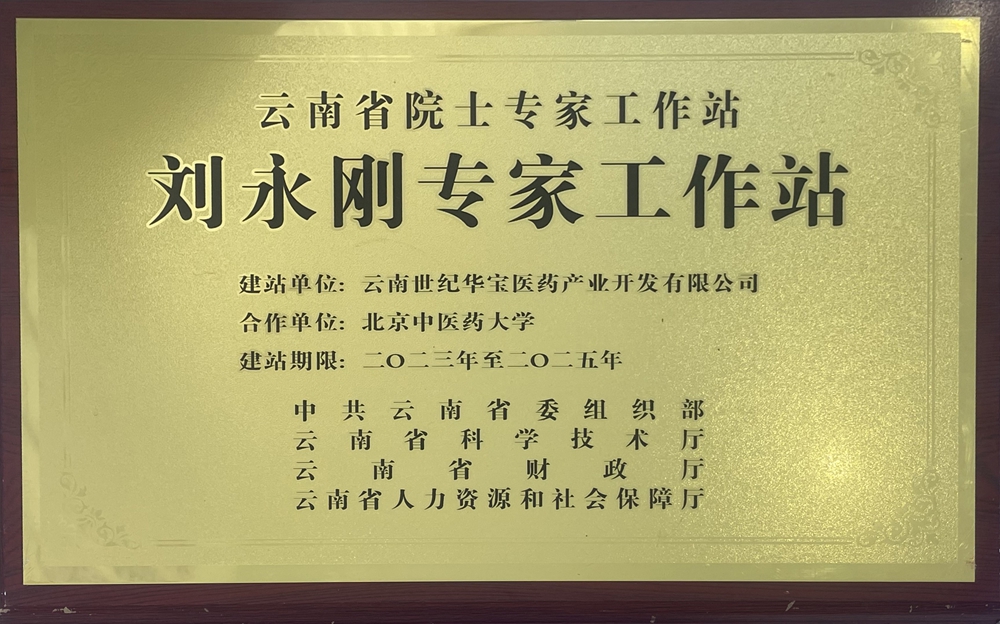 云南省院士专家工作站
刘永刚专家工作站
建站单位：云南世纪华宝医药产业开发有限公司
合作单位：北京中医药大学
建站期限：二〇二三年至二〇二五年
中共云南省委组织部
云南省科学技术厅
云南省财政厅
云南省人力资源和社会保障厅